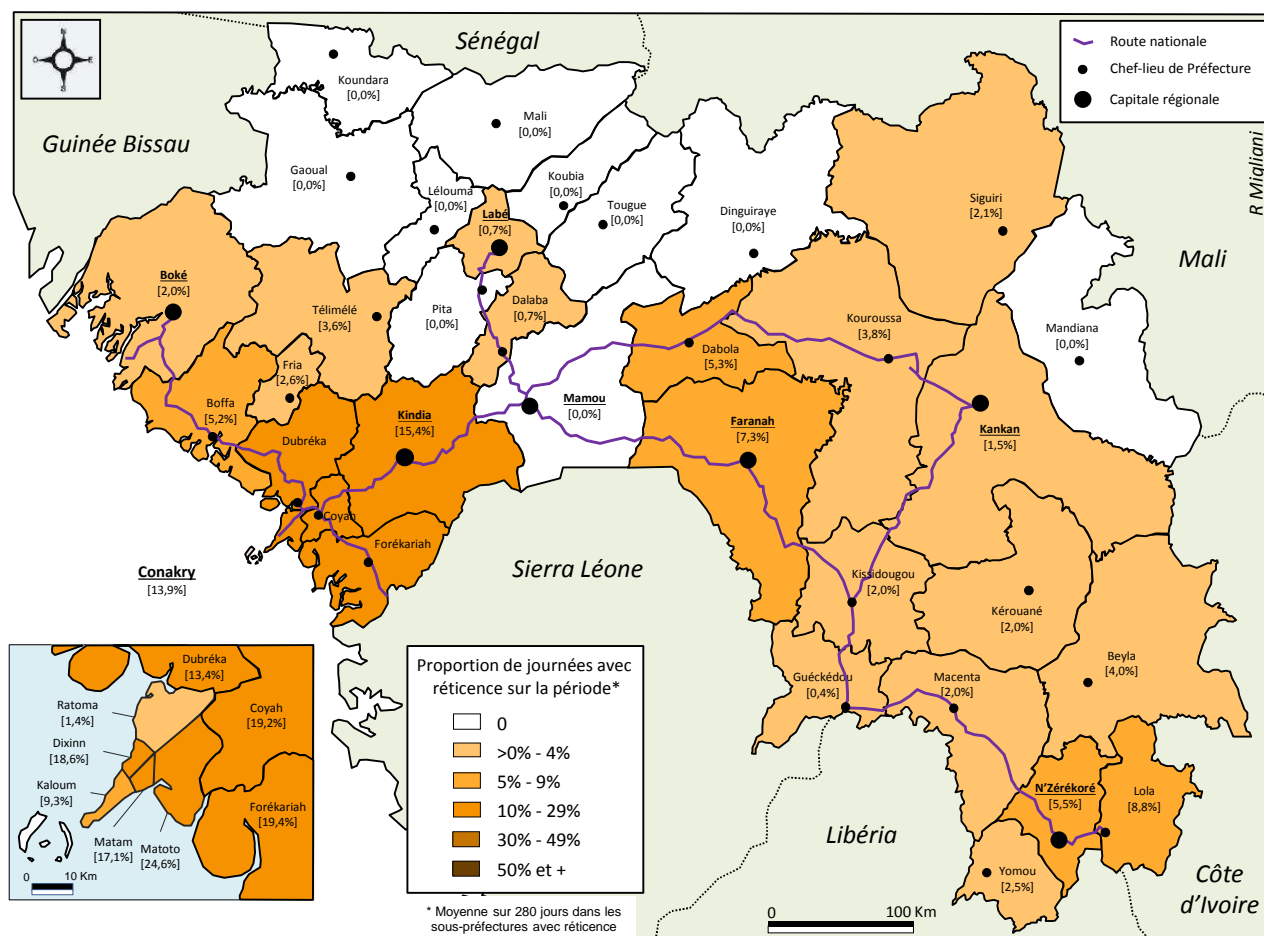 N
O
E
S
Sénégal
Guinée Bissau
Mali
Sierra Léone
Libéria
Côte
d'Ivoire
R Migliani
Route nationale
Chef-lieu de Préfecture
Capitale régionale
Koundara
[0,0%]
Mali
[0,0%]
Gaoual
[0,0%]
Lélouma
[0,0%]
Koubia
[0,0%]
Tougue
[0,0%]
Dinguiraye
[0,0%]
Siguiri
[2,1%]
Labé
[0,7%]
Boké
[2,0%]
Télimélé
[3,6%]
Pita
[0,0%]
Dalaba
[0,7%]
Kouroussa
[3,8%]
Mandiana
[0,0%]
Dabola
[5,3%]
Fria
[2,6%]
Boffa
[5,2%]
Kindia
[15,4%]
Mamou
[0,0%]
Faranah
[7,3%]
Kankan
[1,5%]
Dubréka
Coyah
Forékariah
Conakry
[13,9%]
Kissidougou
[2,0%]
Kérouané
[2,0%]
Beyla
[4,0%]
Guéckédou
[0,4%]
Macenta
[2,0%]
N'Zérékoré
[5,5%]
Lola
[8,8%]
Yomou
[2,5%]
Dubréka
[13,4%]
Ratoma
[1,4%]
Coyah
[19,2%]
Dixinn
[18,6%]
Kaloum
[9,3%]
Forékariah
[19,4%]
Matam
[17,1%]
Matoto
[24,6%]
0 10 Km
Proportion de journées avec
réticence sur la période*
0
>0% - 4%
5% - 9%
10% - 29%
30% - 49%
50% et +
* Moyenne sur 280 jours dans les
sous-préfectures avec réticence
0 100 Km